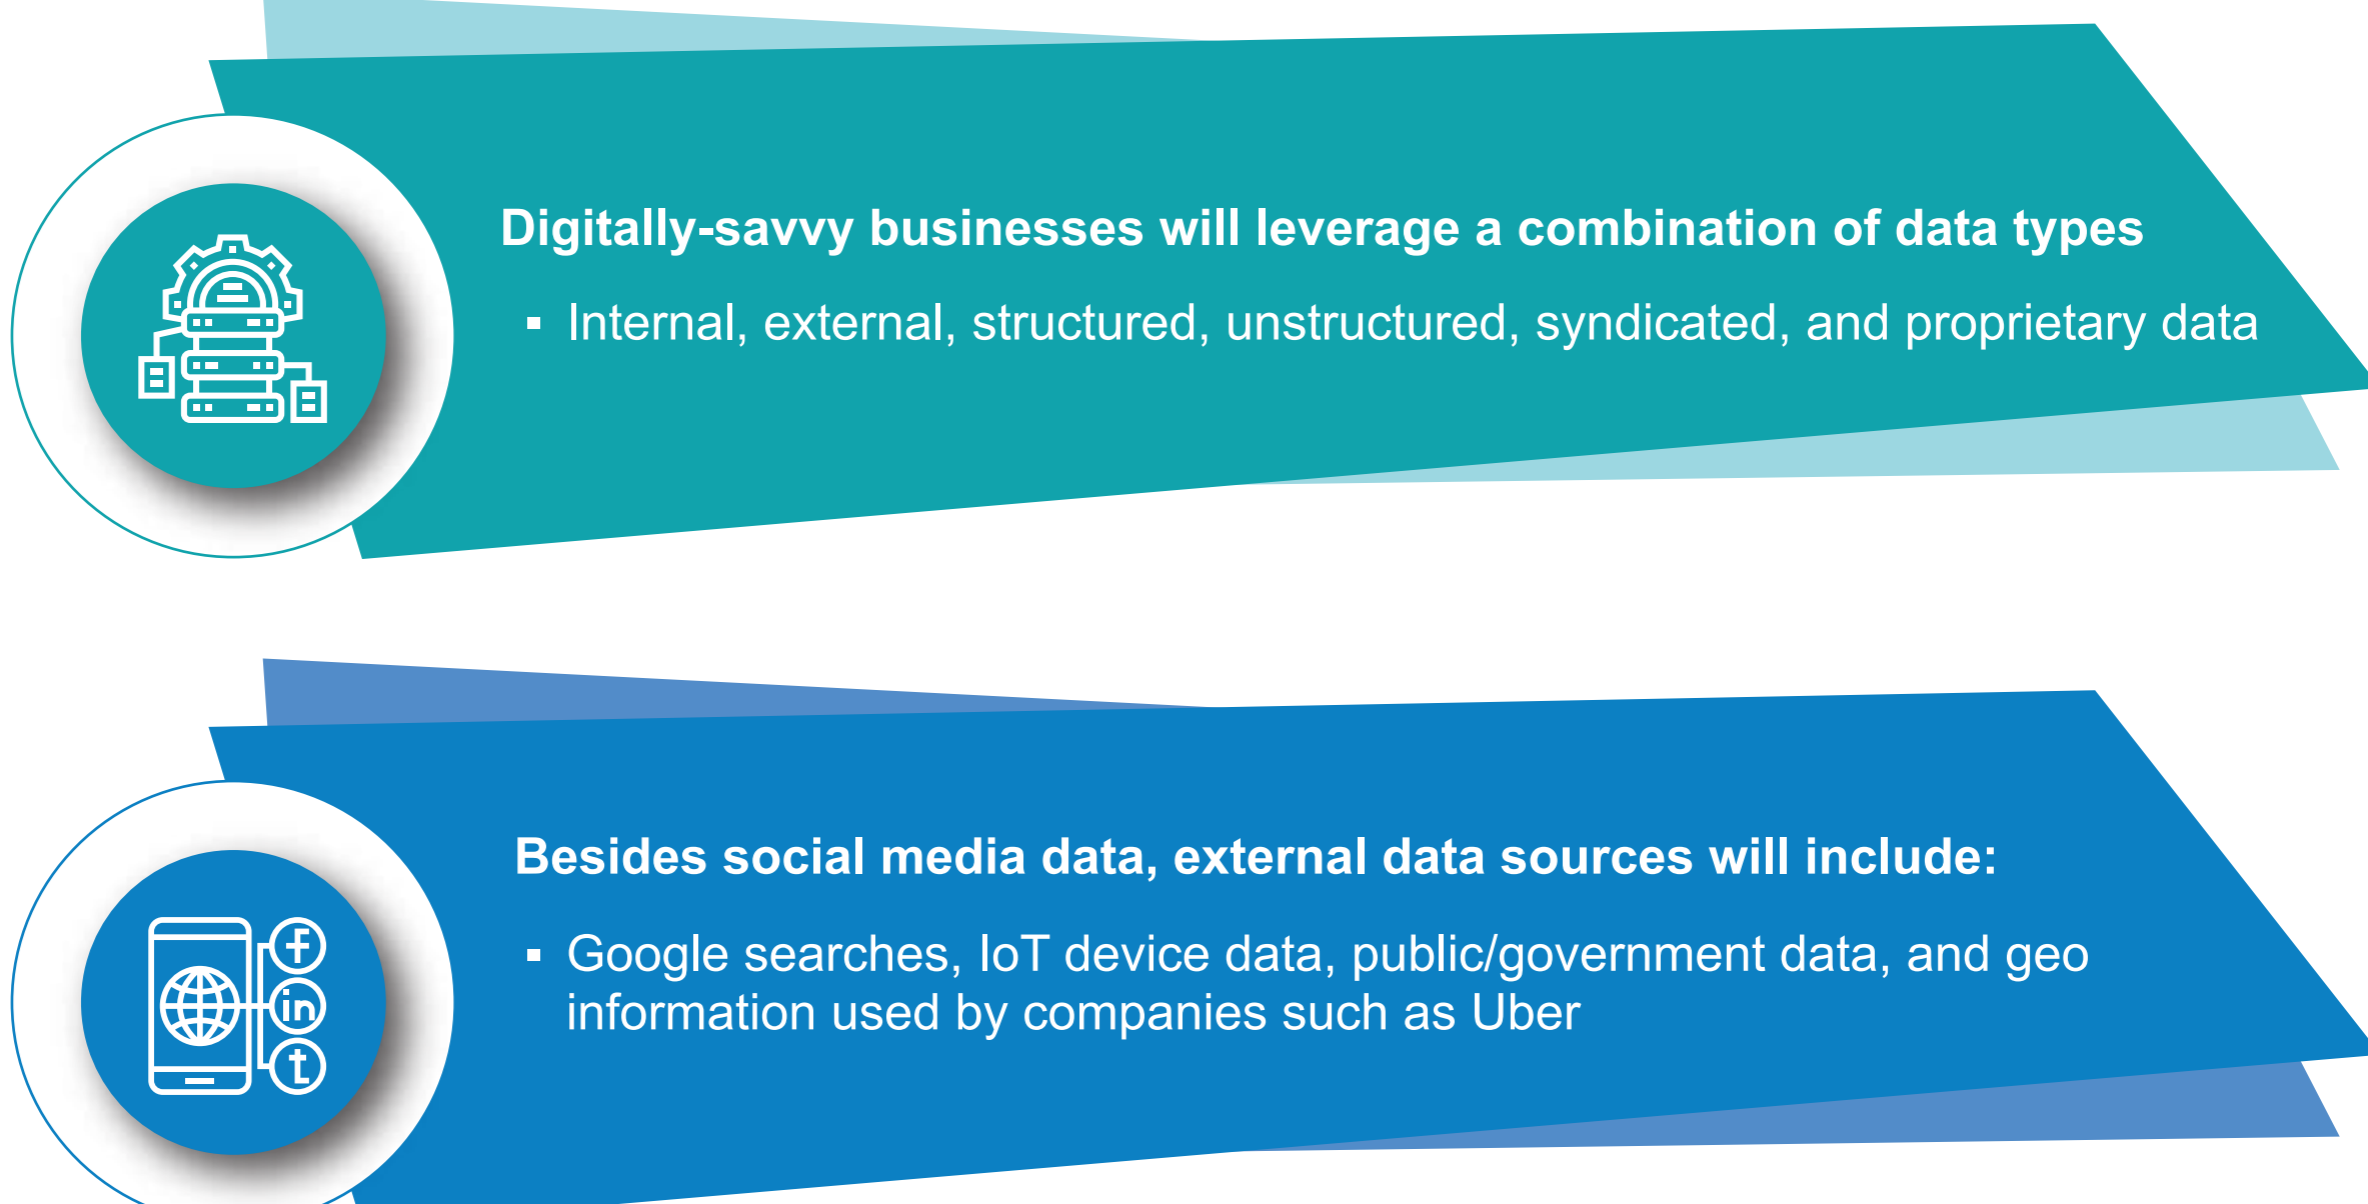 Digitally-savvy businesses will leverage a combination of data types
▪ Internal, external, structured, unstructured, syndicated, and proprietary data
Besides social media data, external data sources will include:
▪ Google searches, IoT device data, public/government data, and geo
information used by companies such as Uber
f
in
t